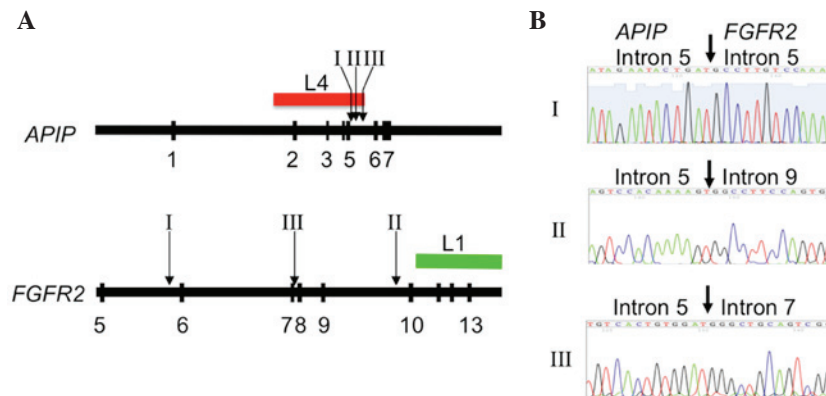 A
I II III
L4
APIP
1 2 3 5 6 7
I III II
L1
FGFR2
5 6 7 8 9 10 13
B
APIP FGFR2
Intron 5 Intron 5
A T A G A A T A C T G A T G C C T T G T C C A A A
I
Intron 5 Intron 9
A G T C C A C A A A A G T G G C C T T C C A G T G
II
Intron 5 Intron 7
T G T C A C T G T G G A T G G G C T G C A G T C G
III